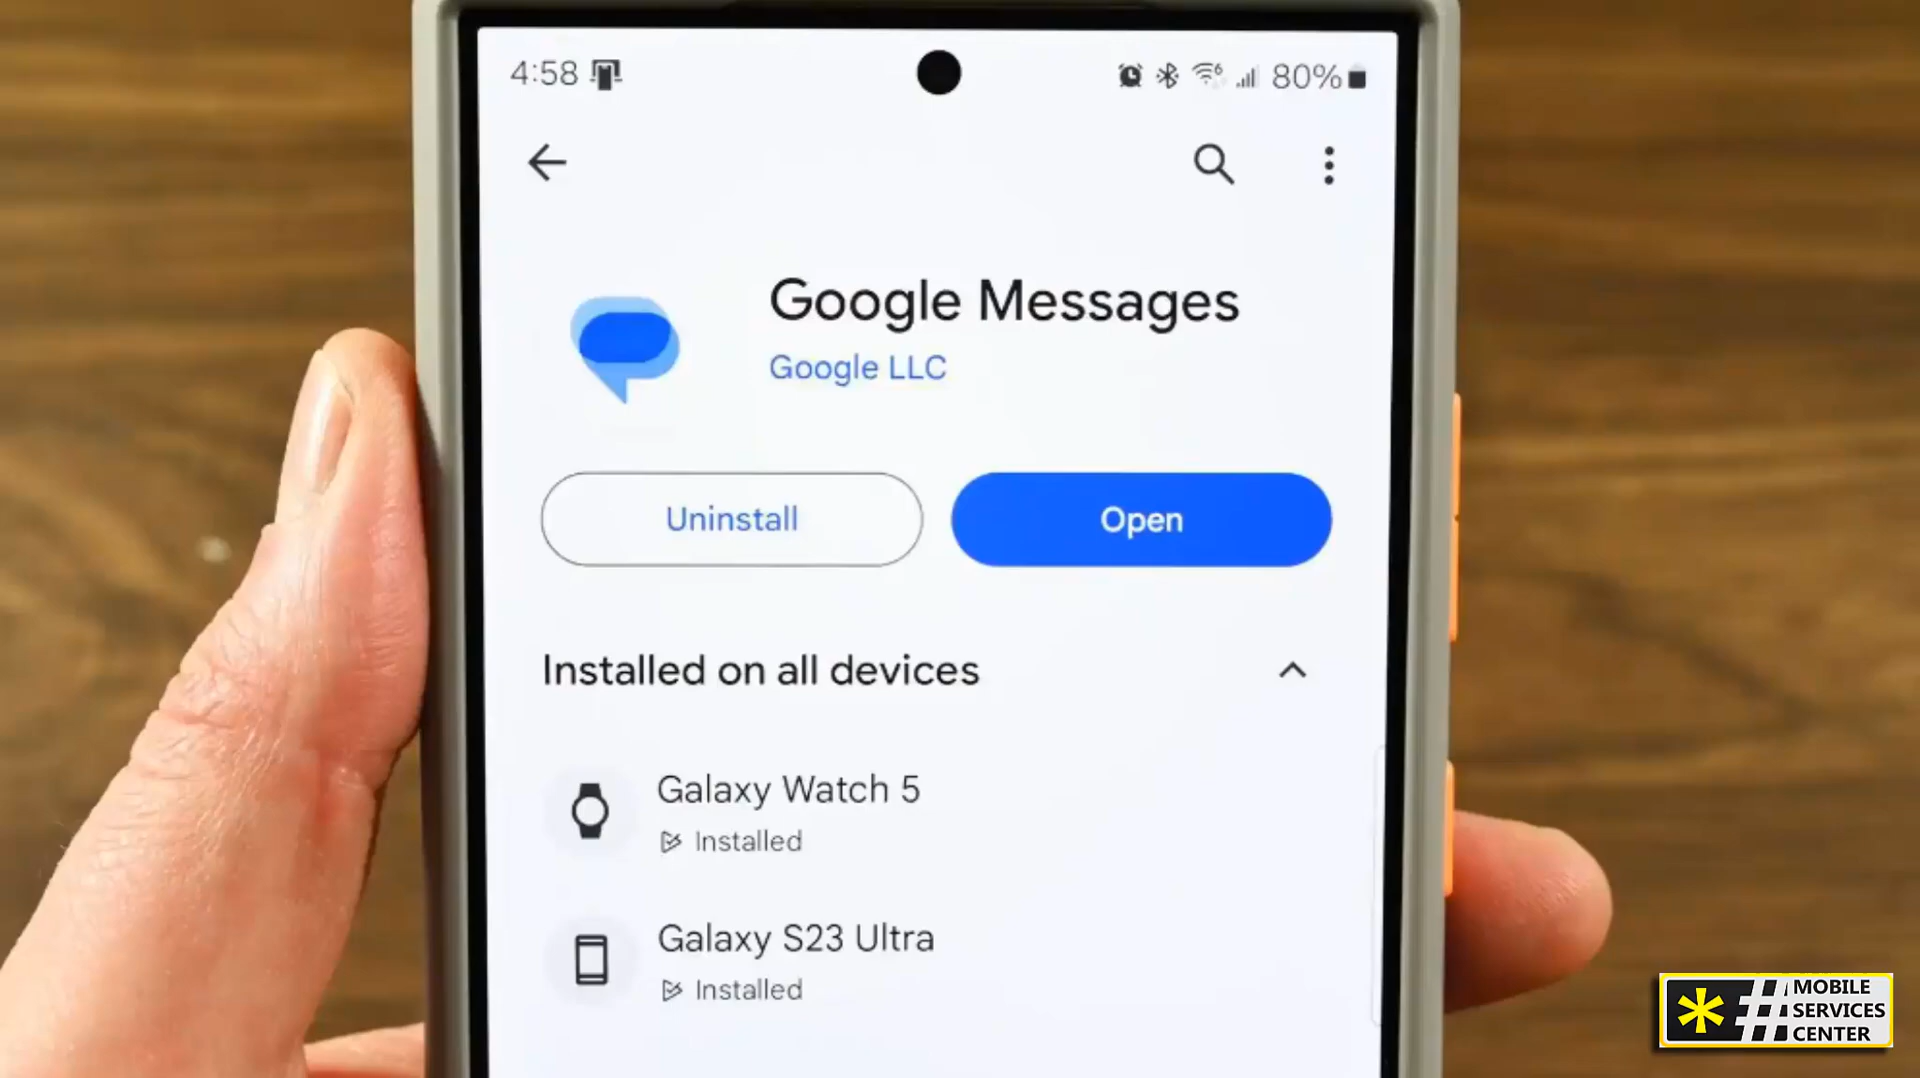 4:58
80%
Google Messages
Google LLC
Uninstall
Open
Installed on all devices
Galaxy Watch 5
Installed
Galaxy S23 Ultra
Installed
MOBILE
SERVICES
CENTER